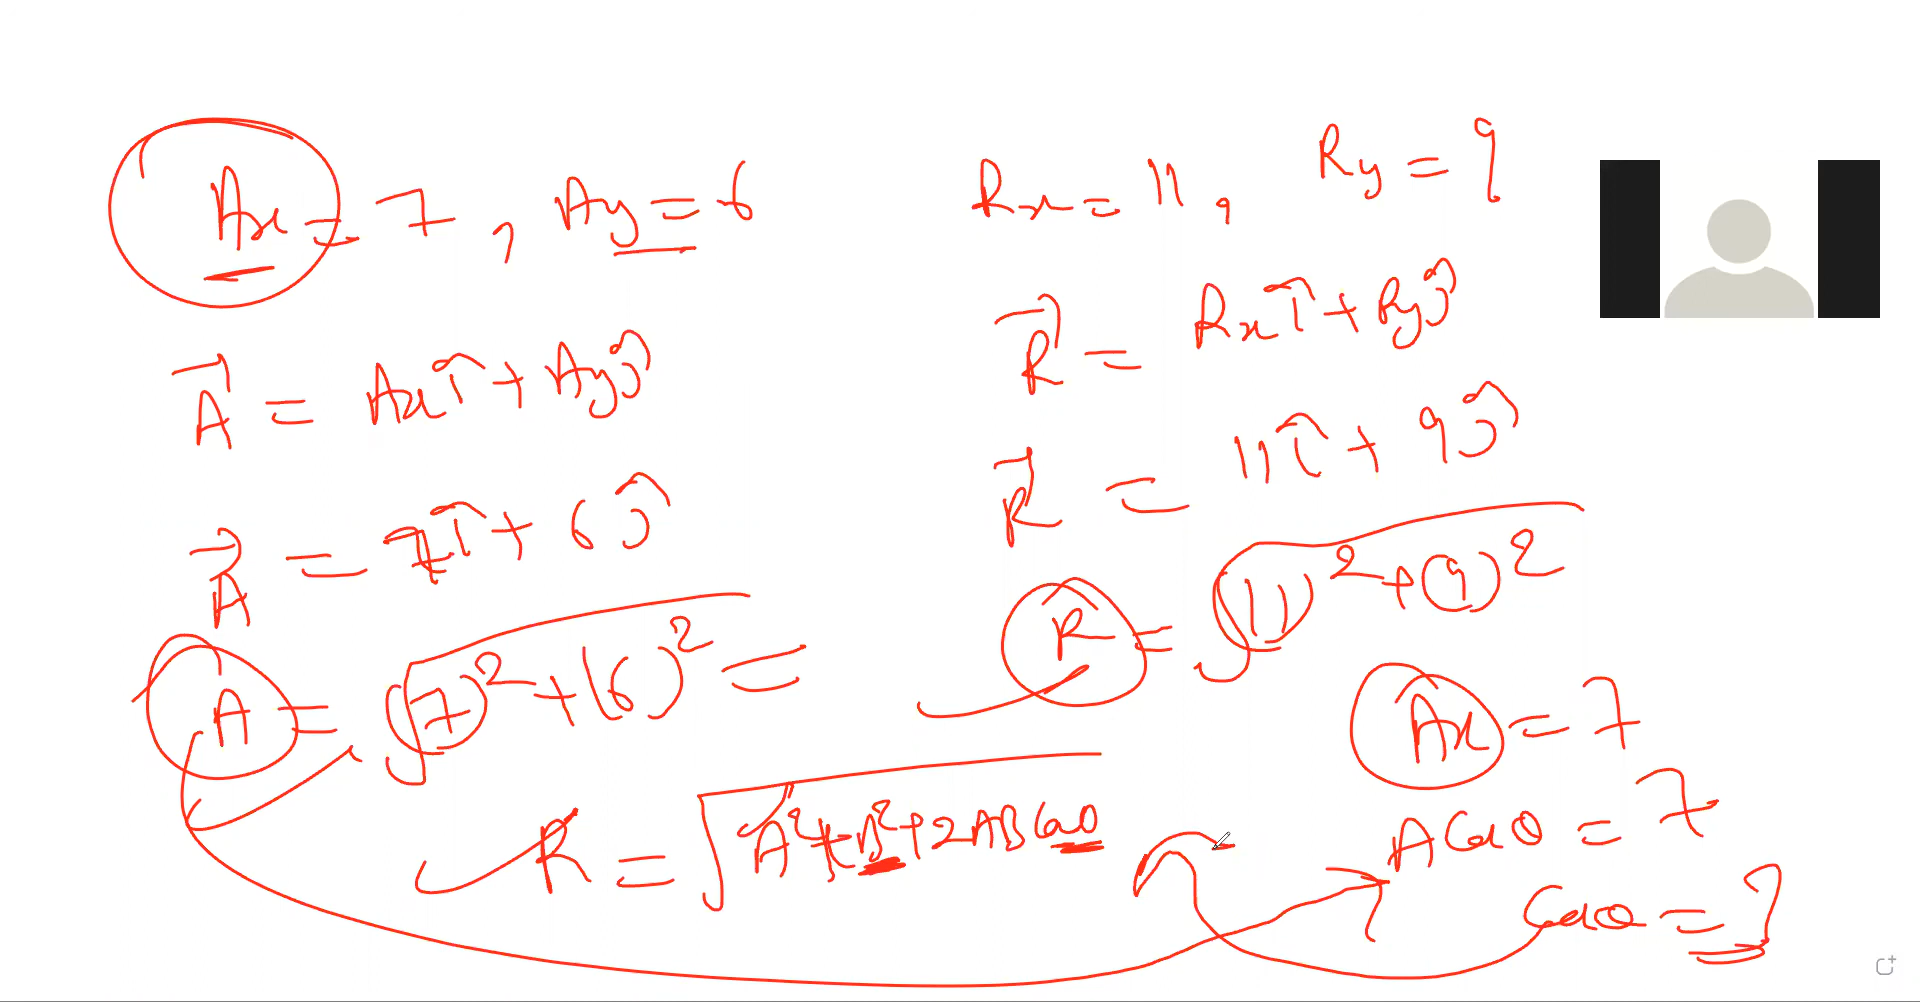 Ax = 7, Ay = 6
Rx = 11, Ry = 9
A⃗ = Axî + Ayĵ
R⃗ = Rxî + Ryĵ
A⃗ = 7î + 6ĵ
R⃗ = 11î + 9ĵ
A = √(7)² + (6)² =
R = √(11)² + (9)²
R = √A² + B² + 2AB Cosθ
Ax = 7
A Cosθ = 7
Cosθ = ?